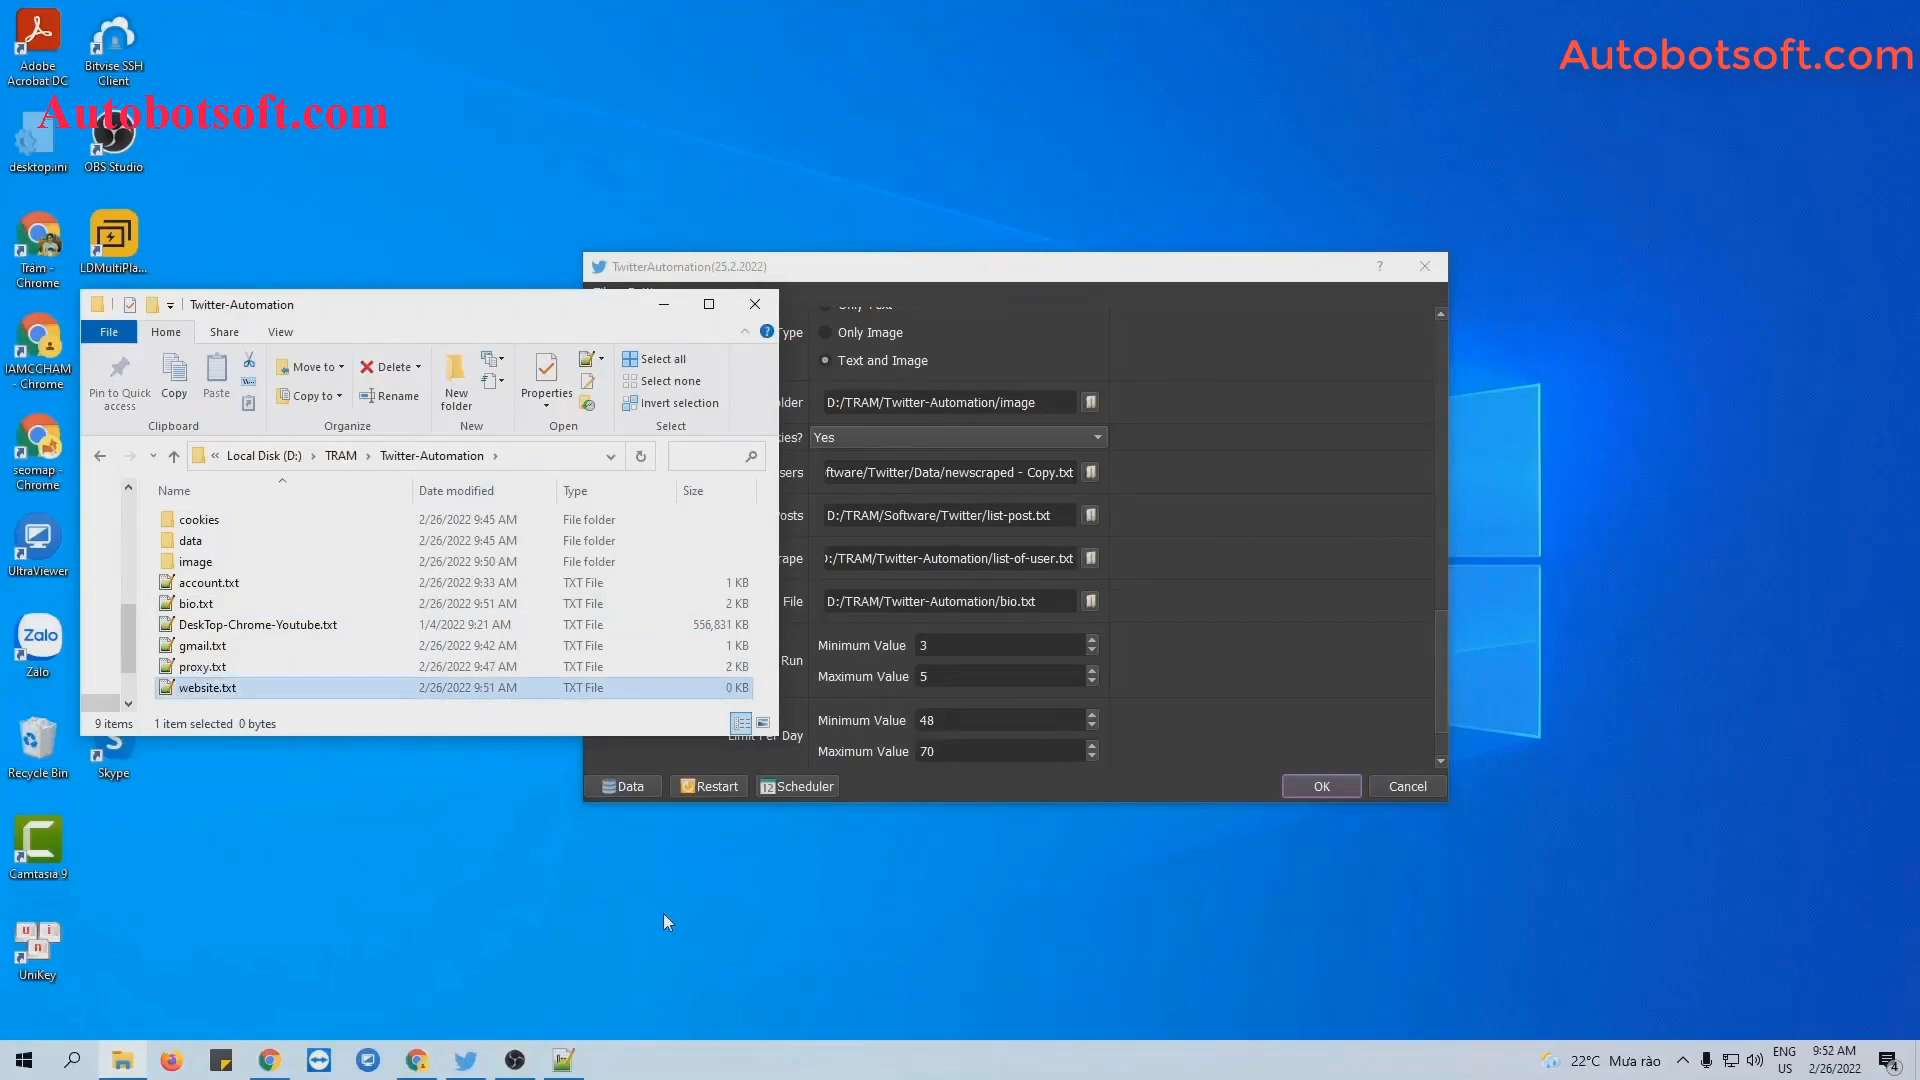 Autobotsoft.com
Adobe
Acrobat DC
Bitvise SSH
Client
Autobotsoft.com
desktop.ini
OBS Studio
Trâm -
Chrome
LDMultiPla...
IAMCCHAM
- Chrome
seomap -
Chrome
UltraViewer
Zalo
Zalo
Recycle Bin
Skype
Camtasia 9
UniKey
Twitter-Automation
File
Home
Share
View
Pin to Quick
access
Copy
Paste
Move to
Copy to
Delete
Rename
New
folder
Properties
Select all
Select none
Invert selection
Clipboard
Organize
New
Open
Select
Local Disk (D:)
TRAM
Twitter-Automation
Name
Date modified
Type
Size
cookies 2/26/2022 9:45 AM File folder
data 2/26/2022 9:45 AM File folder
image 2/26/2022 9:50 AM File folder
account.txt 2/26/2022 9:33 AM TXT File 1 KB
bio.txt 2/26/2022 9:51 AM TXT File 2 KB
DeskTop-Chrome-Youtube.txt 1/4/2022 9:21 AM TXT File 556,831 KB
gmail.txt 2/26/2022 9:42 AM TXT File 1 KB
proxy.txt 2/26/2022 9:47 AM TXT File 2 KB
website.txt 2/26/2022 9:51 AM TXT File 0 KB
9 items 1 item selected 0 bytes
TwitterAutomation(25.2.2022)
?
Type
Only Image
Text and Image
lder D:/TRAM/Twitter-Automation/image
ies? Yes
sers ftware/Twitter/Data/newscraped - Copy.txt
osts D:/TRAM/Software/Twitter/list-post.txt
rape D:/TRAM/Twitter-Automation/list-of-user.txt
File D:/TRAM/Twitter-Automation/bio.txt
Run
Minimum Value 3
Maximum Value 5
Limit Per Day
Minimum Value 48
Maximum Value 70
Data
Restart
Scheduler
OK
Cancel
22°C Mưa rào
ENG
US
9:52 AM
2/26/2022
4